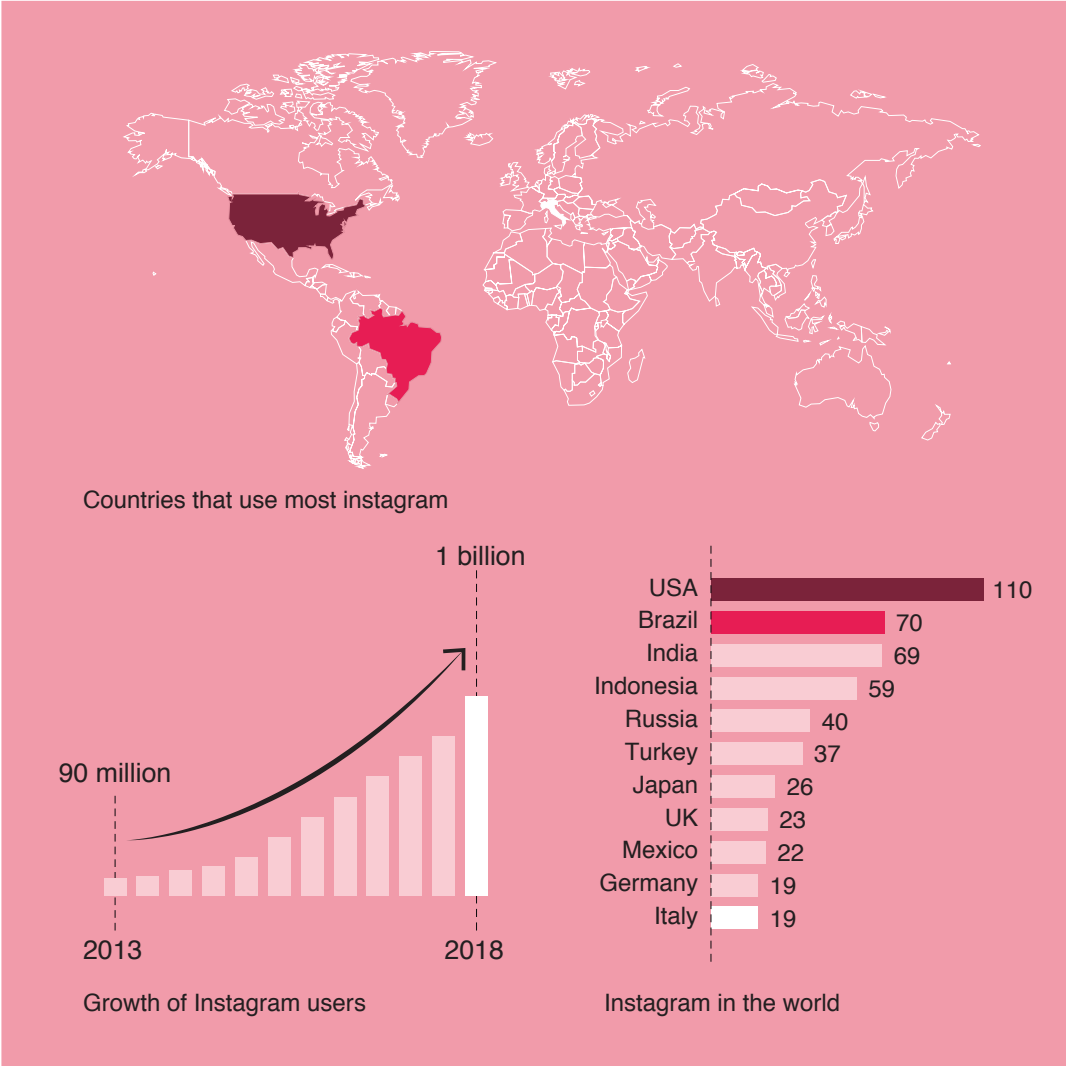 Countries that use most instagram
1 billion
90 million
2013
2018
Growth of Instagram users
USA 110
Brazil 70
India 69
Indonesia 59
Russia 40
Turkey 37
Japan 26
UK 23
Mexico 22
Germany 19
Italy 19
Instagram in the world